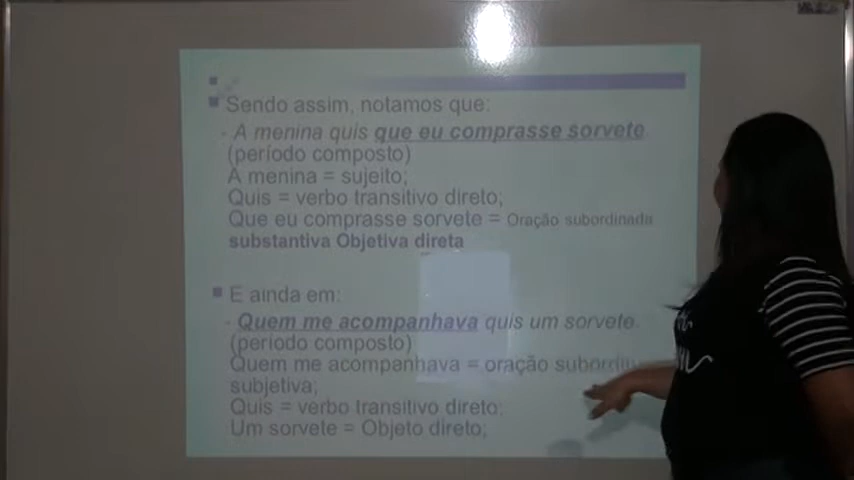 Sendo assim, notamos que:
- A menina quis que eu comprasse sorvete.
(período composto)
A menina = sujeito;
Quis = verbo transitivo direto;
Que eu comprasse sorvete = Oração subordinada
substantiva Objetiva direta
E ainda em:
- Quem me acompanhava quis um sorvete.
(período composto)
Quem me acompanhava = oração
subjetiva;
Quis = verbo transitivo direto;
Um sorvete = Objeto direto;